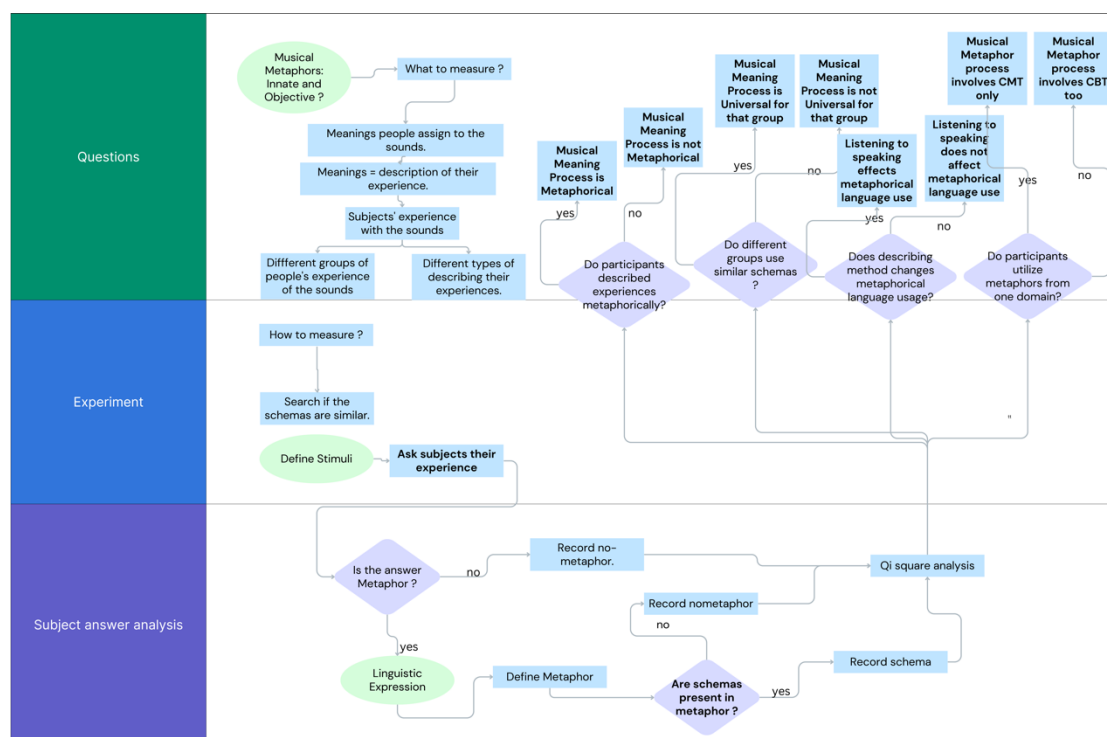 Questions
Musical
Metaphors:
Innate and
Objective ?
What to measure ?
Meanings people assign to the
sounds.
Meanings = description of their
experience.
Subjects' experience
with the sounds
Diffferent groups of
people's experience
of the sounds
Different types of
describing their
experiences.
Musical Meaning
Process is
Metaphorical
yes
Musical
Meaning
Process is not
Metaphorical
no
Do participants
described
experiences
metaphorically?
Musical Meaning
Process is
Universal for
that group
yes
Musical Meaning
Process is not
Universal for
that group
no
Do different
groups use
similar schemas
?
Listening to
speaking
effects
metaphorical
language use
yes
Listening to
speaking
does not
affect
metaphorical
language use
no
Does describing
method changes
metaphorical
language usage?
Musical
Metaphor
process
involves CMT
only
yes
Musical
Metaphor
process
involves CBT
too
no
Do participants
utilize
metaphors from
one domain?
Experiment
How to measure ?
Search if the
schemas are similar.
Define Stimuli
Ask subjects their
experience
"
Subject answer analysis
Is the answer
Metaphor ?
no
Record no-
metaphor.
yes
Linguistic
Expression
Define Metaphor
Are schemas
present in
metaphor ?
no
Record nometaphor
yes
Record schema
Qi square analysis